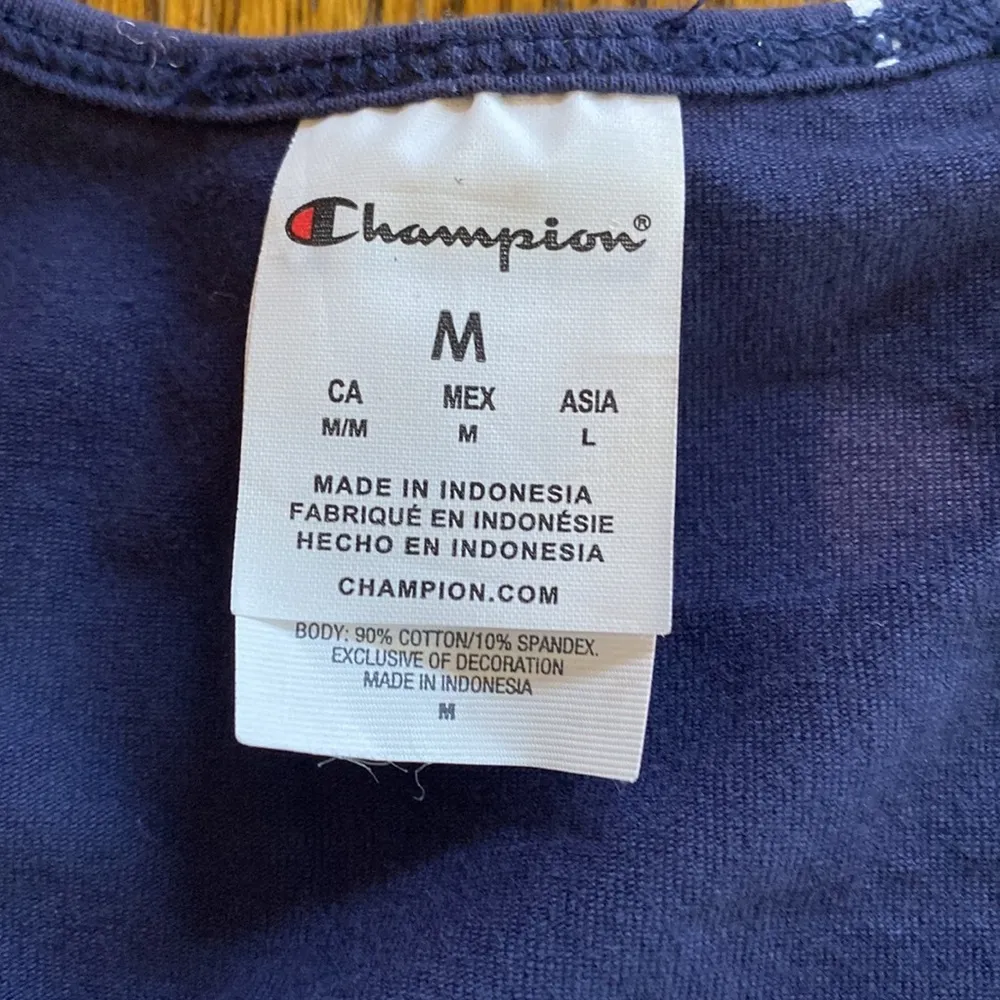 Champion®
M
CA MEX ASIA
M/M M L
MADE IN INDONESIA
FABRIQUÉ EN INDONÉSIE
HECHO EN INDONESIA
CHAMPION.COM
BODY: 90% COTTON/10% SPANDEX.
EXCLUSIVE OF DECORATION
MADE IN INDONESIA
M